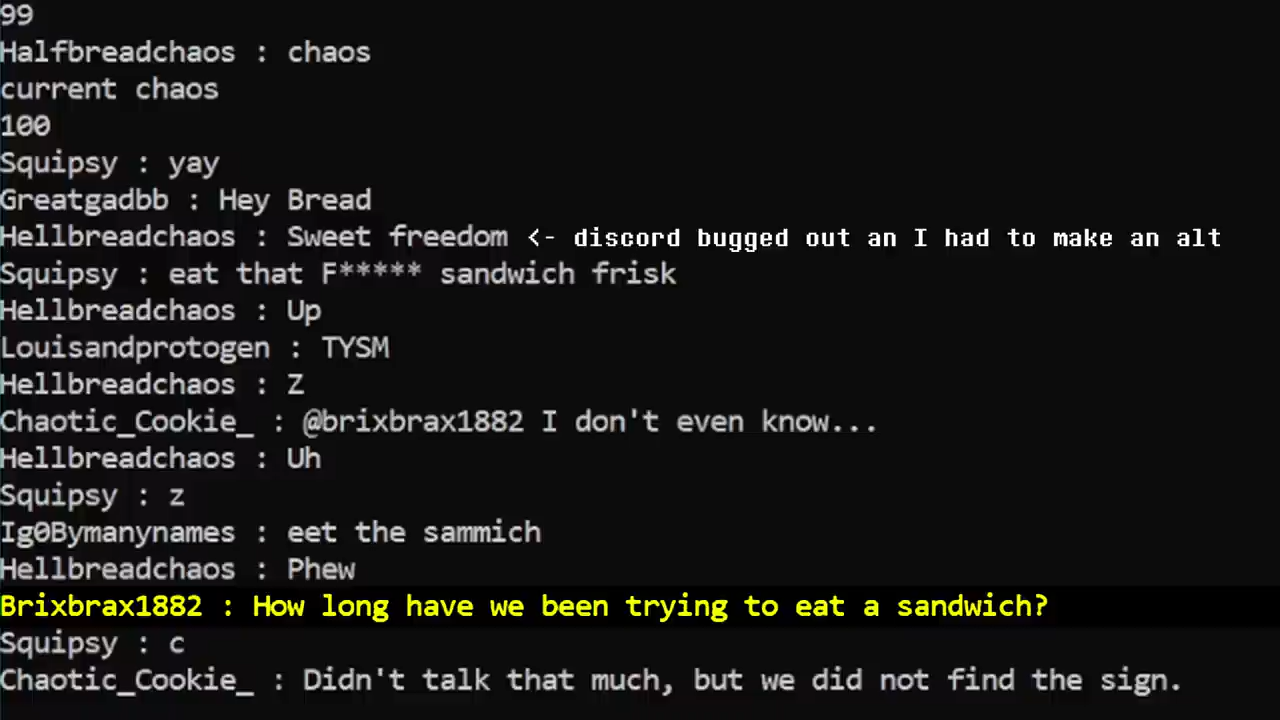 99
Halfbreadchaos : chaos
current chaos
100
Squipsy : yay
Greatgadbb : Hey Bread
Hellbreadchaos : Sweet freedom <- discord bugged out an I had to make an alt
Squipsy : eat that F***** sandwich frisk
Hellbreadchaos : Up
Louisandprotogen : TYSM
Hellbreadchaos : Z
Chaotic_Cookie_ : @brixbrax1882 I don't even know...
Hellbreadchaos : Uh
Squipsy : z
Ig0Bymanynames : eet the sammich
Hellbreadchaos : Phew
Brixbrax1882 : How long have we been trying to eat a sandwich?
Squipsy : c
Chaotic_Cookie_ : Didn't talk that much, but we did not find the sign.